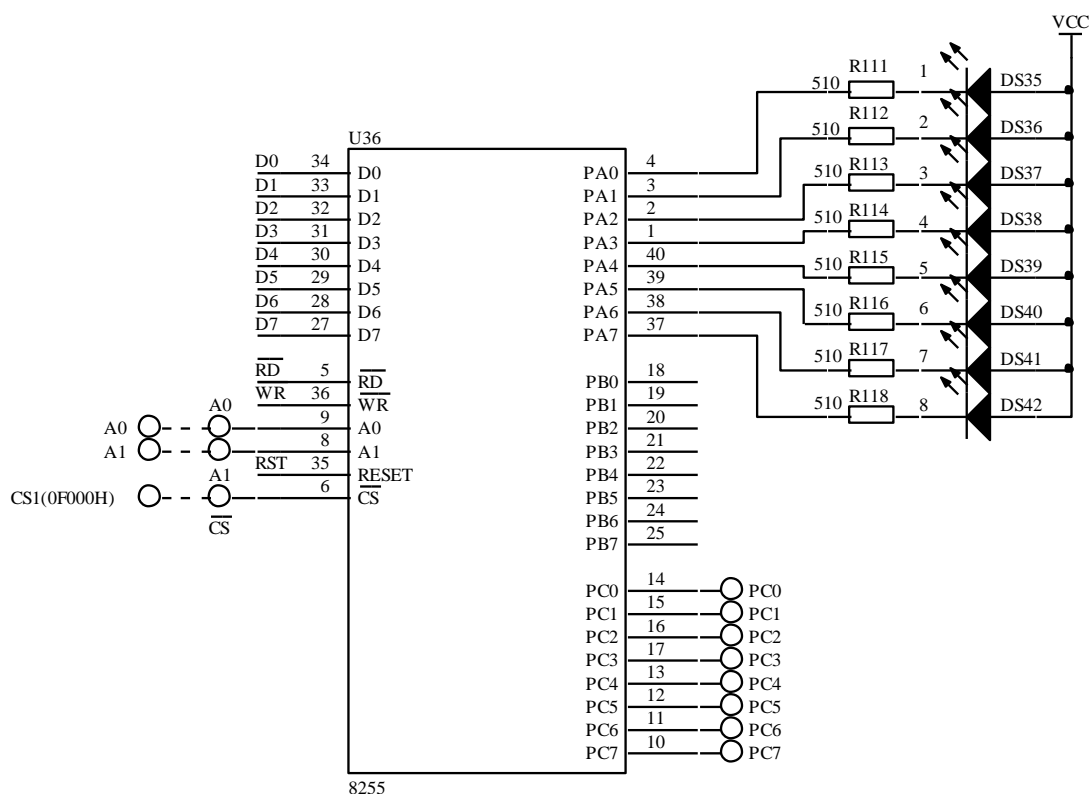 VCC
R111 1 DS35
510
R112 2 DS36
510
R113 3 DS37
510
R114 4 DS38
510
R115 5 DS39
510
R116 6 DS40
510
R117 7 DS41
510
R118 8 DS42
510
U36
D0 34 D0 PA0 4
D1 33 D1 PA1 3
D2 32 D2 PA2 2
D3 31 D3 PA3 1
D4 30 D4 PA4 40
D5 29 D5 PA5 39
D6 28 D6 PA6 38
D7 27 D7 PA7 37
RD 5 RD PB0 18
WR 36 WR PB1 19
A0 A0 9 A0 PB2 20
A1 8 A1 PB3 21
RST 35 RESET PB4 22
CS1(0F000H) A1 6 CS PB5 23
CS PB6 24
PB7 25
PC0 14 PC0
PC1 15 PC1
PC2 16 PC2
PC3 17 PC3
PC4 13 PC4
PC5 12 PC5
PC6 11 PC6
PC7 10 PC7
8255